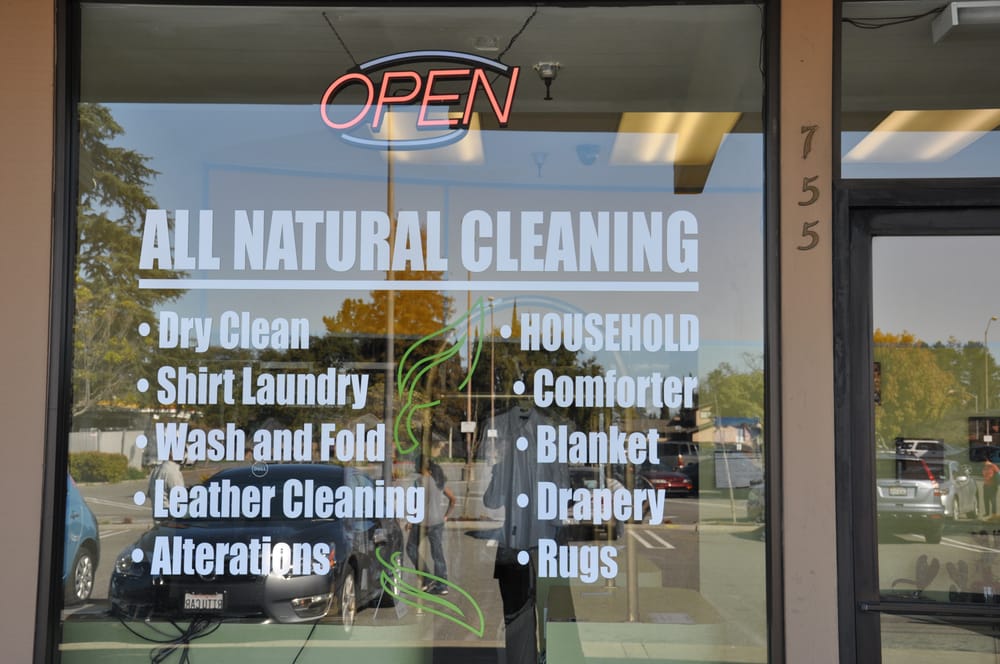 OPEN
755
ALL NATURAL CLEANING
• Dry Clean
• Shirt Laundry
• Wash and Fold
• Leather Cleaning
• Alterations
• HOUSEHOLD
• Comforter
• Blanket
• Drapery
• Rugs
DELL